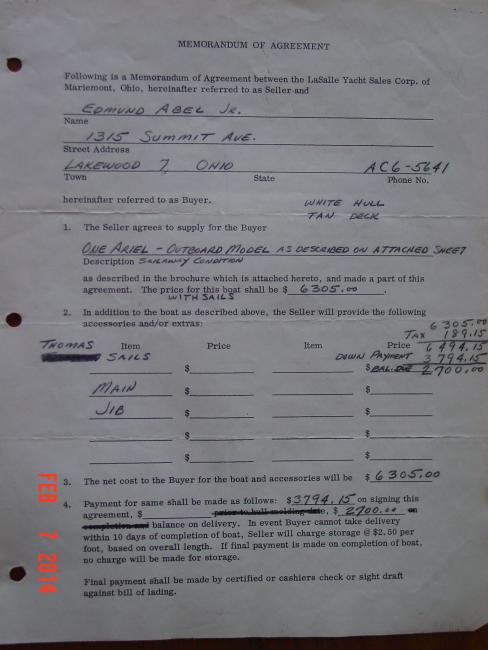 MEMORANDUM OF AGREEMENT
Following is a Memorandum of Agreement between the LaSalle Yacht Sales Corp. of
Mariemont, Ohio, hereinafter referred to as Seller and
EDMUND ABEL JR.
Name
1315 SUMMIT AVE.
Street Address
LAKEWOOD 7, OHIO AC6-5641
Town State Phone No.
hereinafter referred to as Buyer.
WHITE HULL
TAN DECK
1. The Seller agrees to supply for the Buyer
ONE ARIEL - OUTBOARD MODEL AS DESCRIBED ON ATTACHED SHEET
Description SAILAWAY CONDITION
as described in the brochure which is attached hereto, and made a part of this
agreement. The price for this boat shall be $ 6305.00.
WITH SAILS
2. In addition to the boat as described above, the Seller will provide the following
accessories and/or extras:
6305.00
TAX 189.15
THOMAS Item Price Item Price 6494.15
SAILS $ DOWN PAYMENT 3794.15
$ BAL. DUE 2700.00
MAIN $ $
JIB $ $
$ $
$ $
3. The net cost to the Buyer for the boat and accessories will be $ 6305.00
4. Payment for same shall be made as follows: $3794.15 on signing this
agreement, $ prior to hull molding date, $ 2700.00 on
completion and balance on delivery. In event Buyer cannot take delivery
within 10 days of completion of boat, Seller will charge storage @ $2.50 per
foot, based on overall length. If final payment is made on completion of boat,
no charge will be made for storage.
Final payment shall be made by certified or cashiers check or sight draft
against bill of lading.
FEB 7 2014